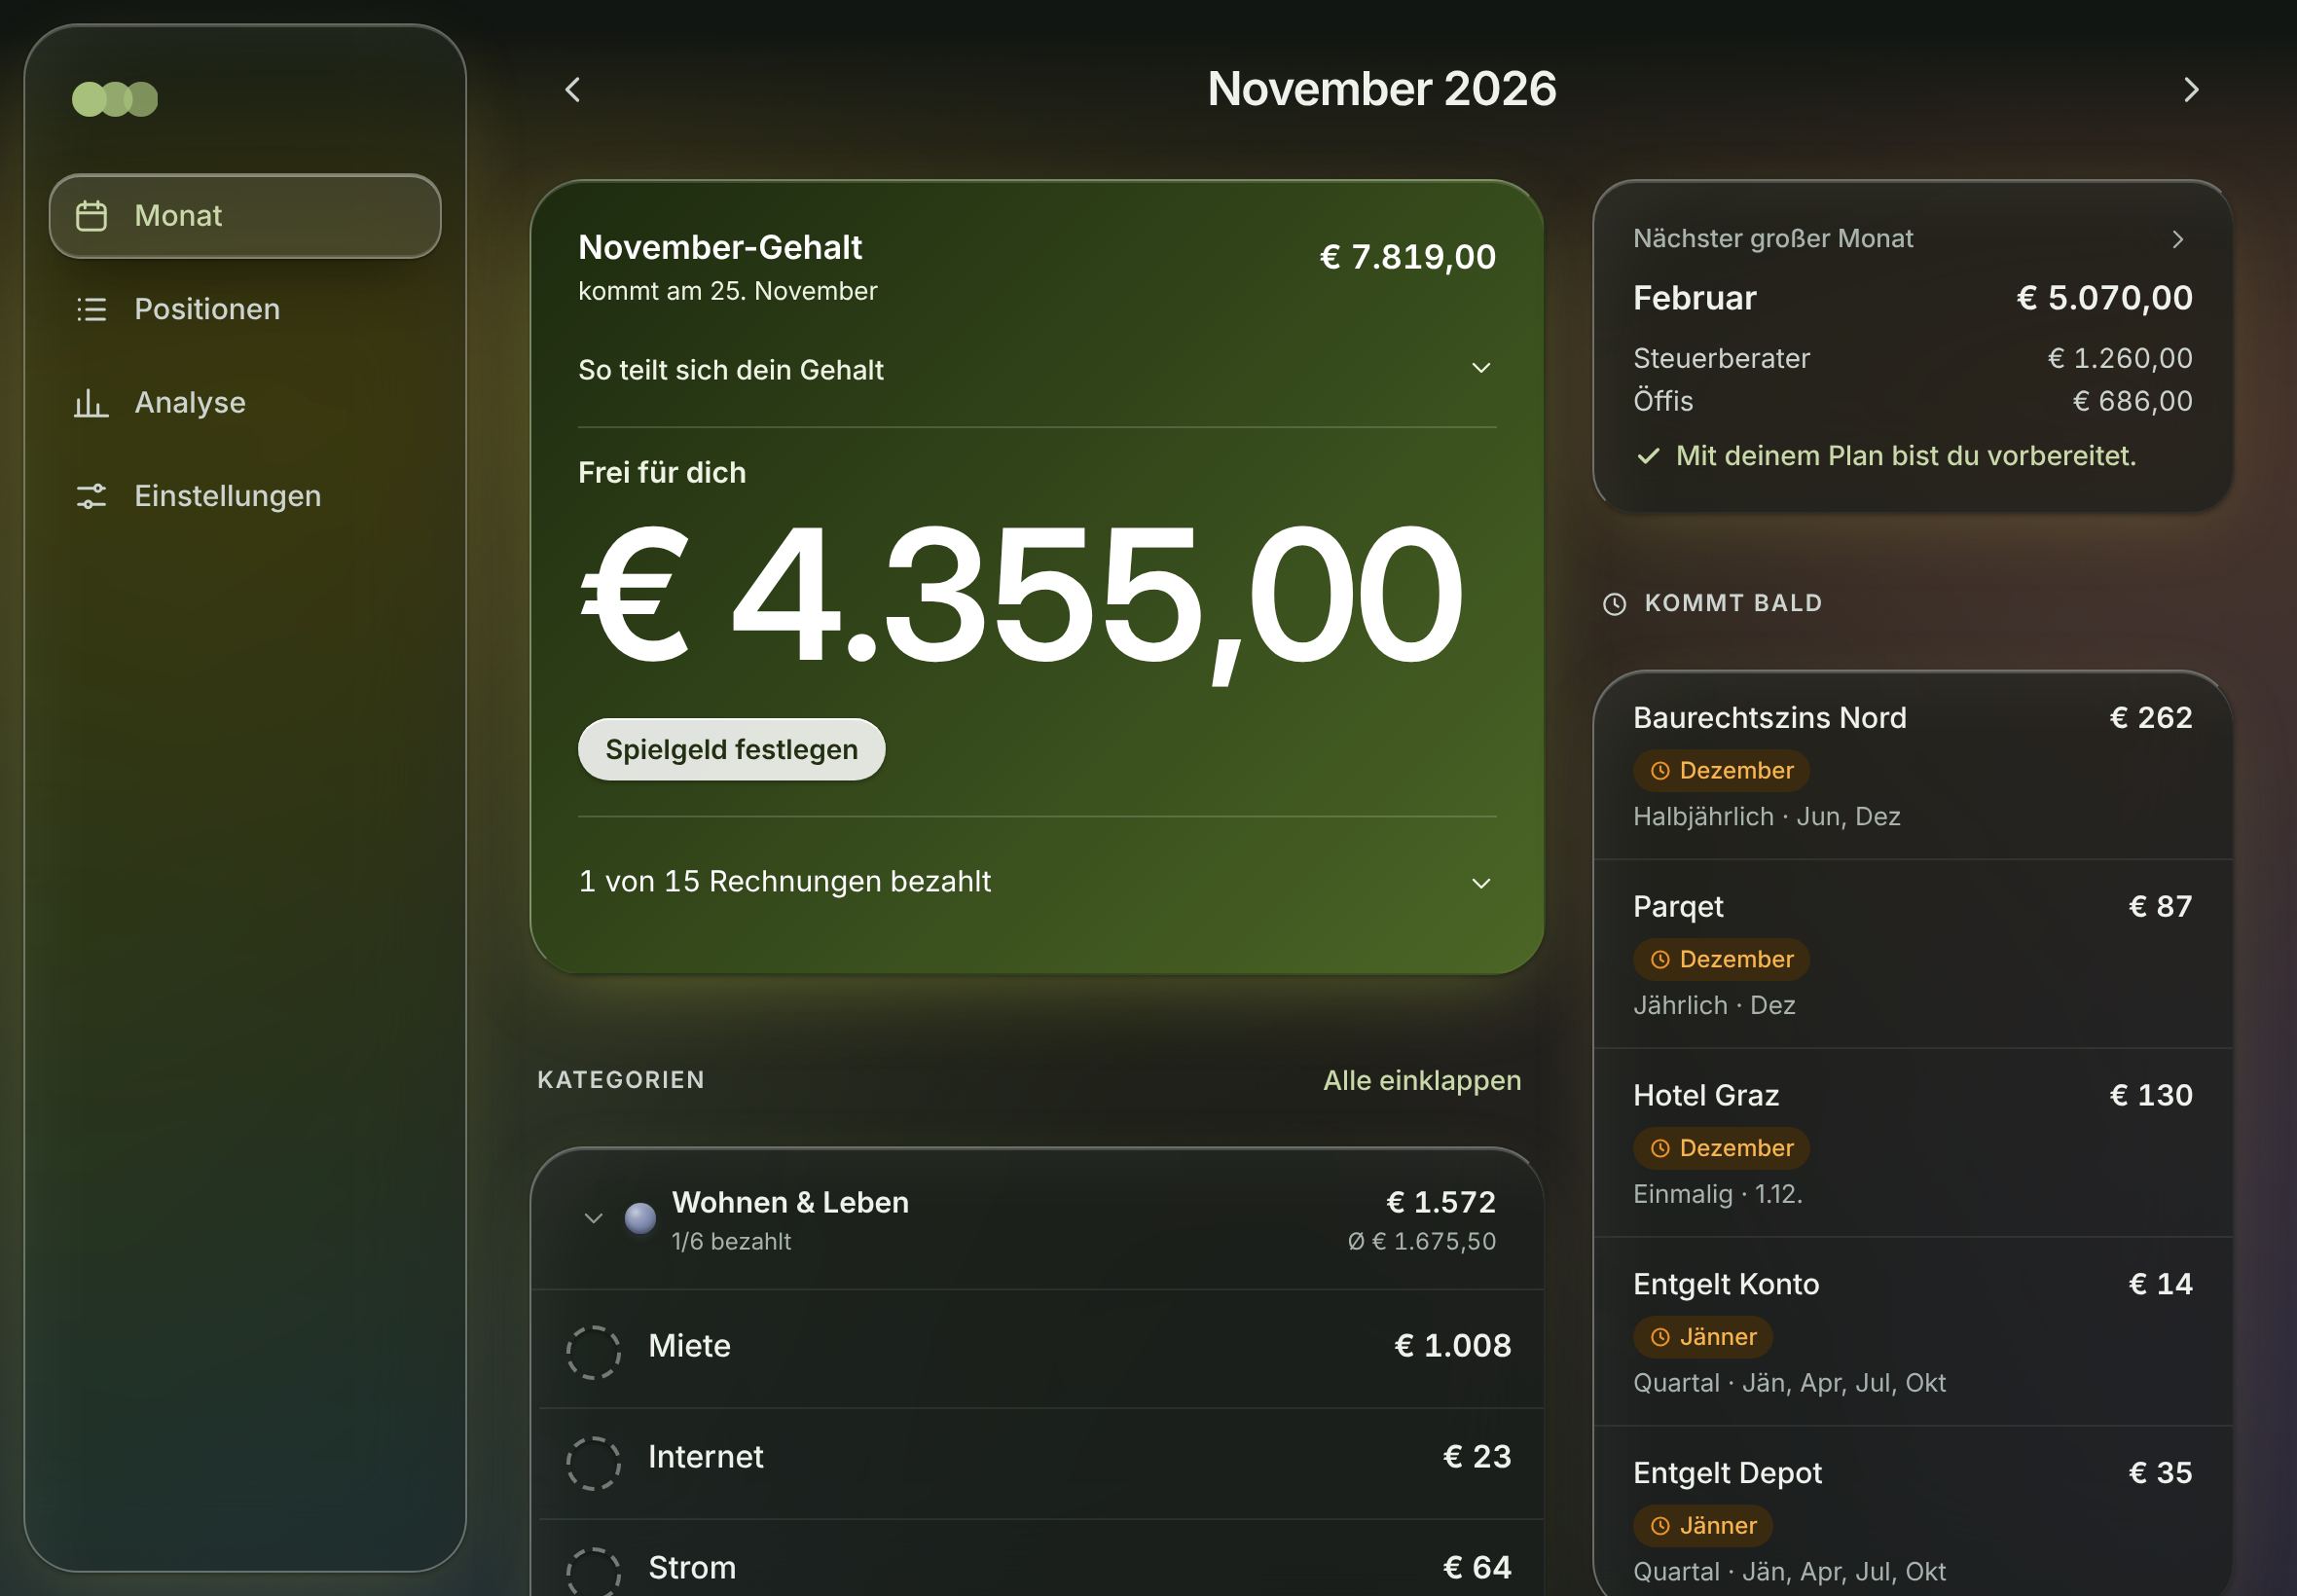 Monat
Positionen
Analyse
Einstellungen
November 2026
November-Gehalt
€ 7.819,00
kommt am 25. November
So teilt sich dein Gehalt
Frei für dich
€ 4.355,00
Spielgeld festlegen
1 von 15 Rechnungen bezahlt
KATEGORIEN
Alle einklappen
Wohnen & Leben
€ 1.572
1/6 bezahlt
Ø € 1.675,50
Miete
€ 1.008
Internet
€ 23
Strom
€ 64
Nächster großer Monat
Februar
€ 5.070,00
Steuerberater
€ 1.260,00
Öffis
€ 686,00
Mit deinem Plan bist du vorbereitet.
KOMMT BALD
Baurechtszins Nord
€ 262
Dezember
Halbjährlich · Jun, Dez
Parqet
€ 87
Dezember
Jährlich · Dez
Hotel Graz
€ 130
Dezember
Einmalig · 1.12.
Entgelt Konto
€ 14
Jänner
Quartal · Jän, Apr, Jul, Okt
Entgelt Depot
€ 35
Jänner
Quartal · Jän, Apr, Jul, Okt